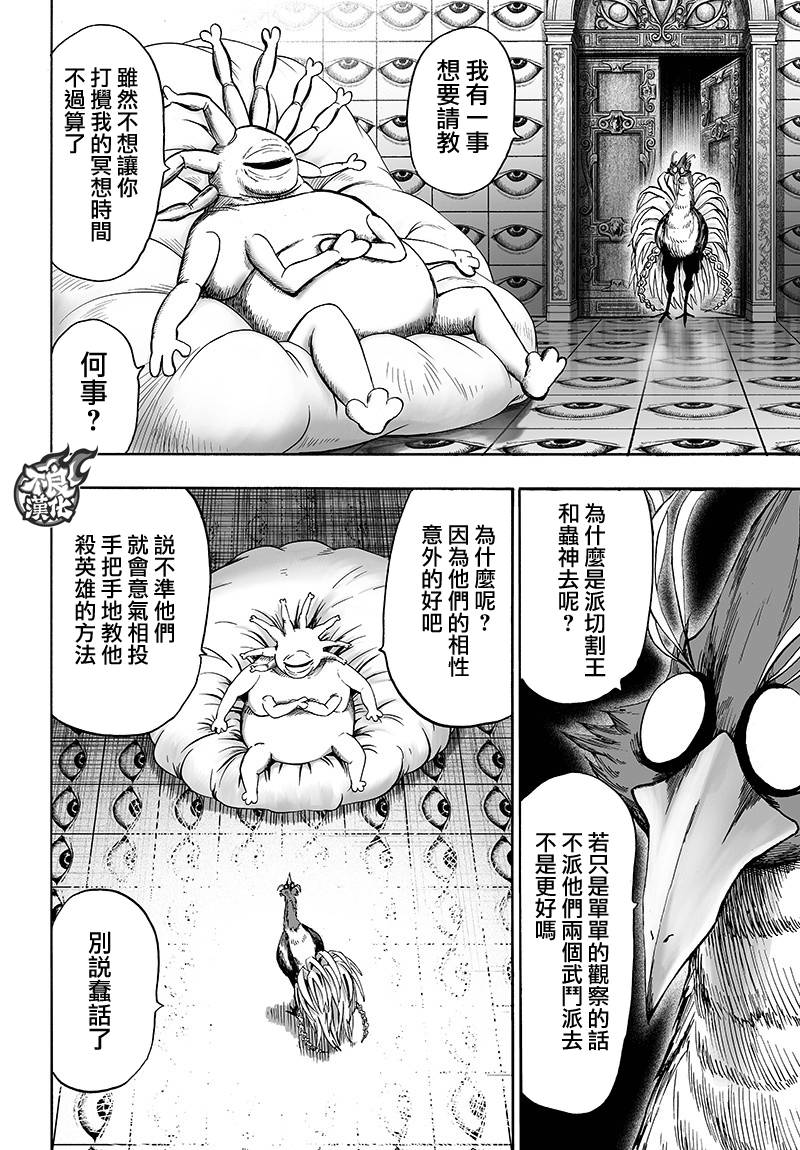 我有一事
想要請教
雖然不想讓你
打攪我的冥想時間
不過算了
何事?
為什麼是派切割王
和蟲神去呢?
若只是單單的觀察的話
不派他們兩個武鬥派去
不是更好嗎
為什麼呢?
因為他們的相性
意外的好吧
說不準他們
就會意氣相投
手把手地教他
殺英雄的方法
別說蠢話了
不良
漢化